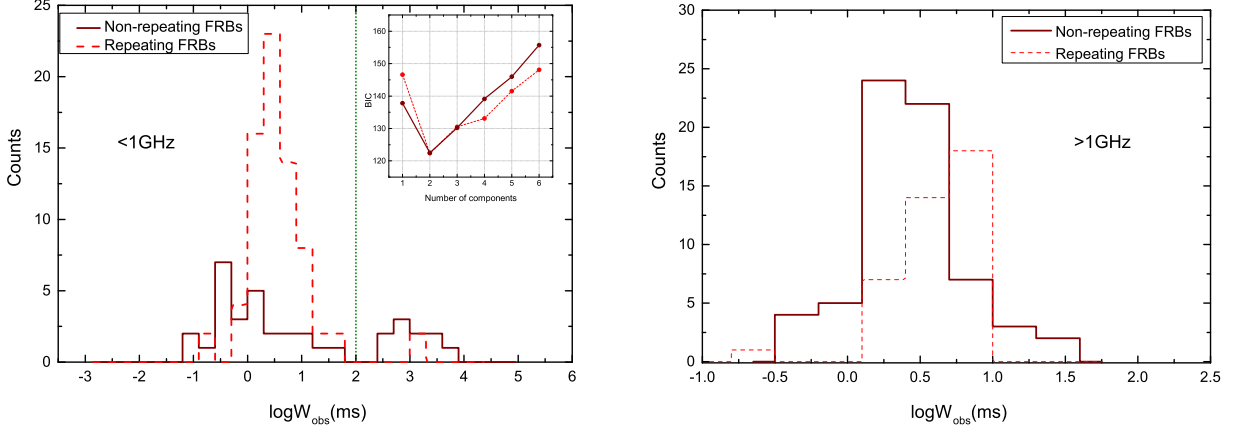 Non-repeating FRBs
Repeating FRBs
<1GHz
Counts
25
20
15
10
5
0
-3 -2 -1 0 1 2 3 4 5 6
logWobs(ms)
BIC
160
150
140
130
120
1 2 3 4 5 6
Number of components
Non-repeating FRBs
Repeating FRBs
>1GHz
Counts
30
25
20
15
10
5
0
-1.0 -0.5 0.0 0.5 1.0 1.5 2.0 2.5
logWobs(ms)